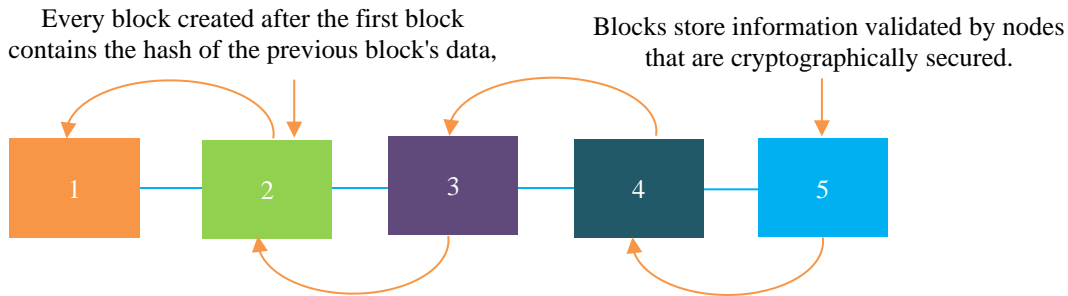 Every block created after the first block
contains the hash of the previous block's data,
Blocks store information validated by nodes
that are cryptographically secured.
1
2
3
4
5